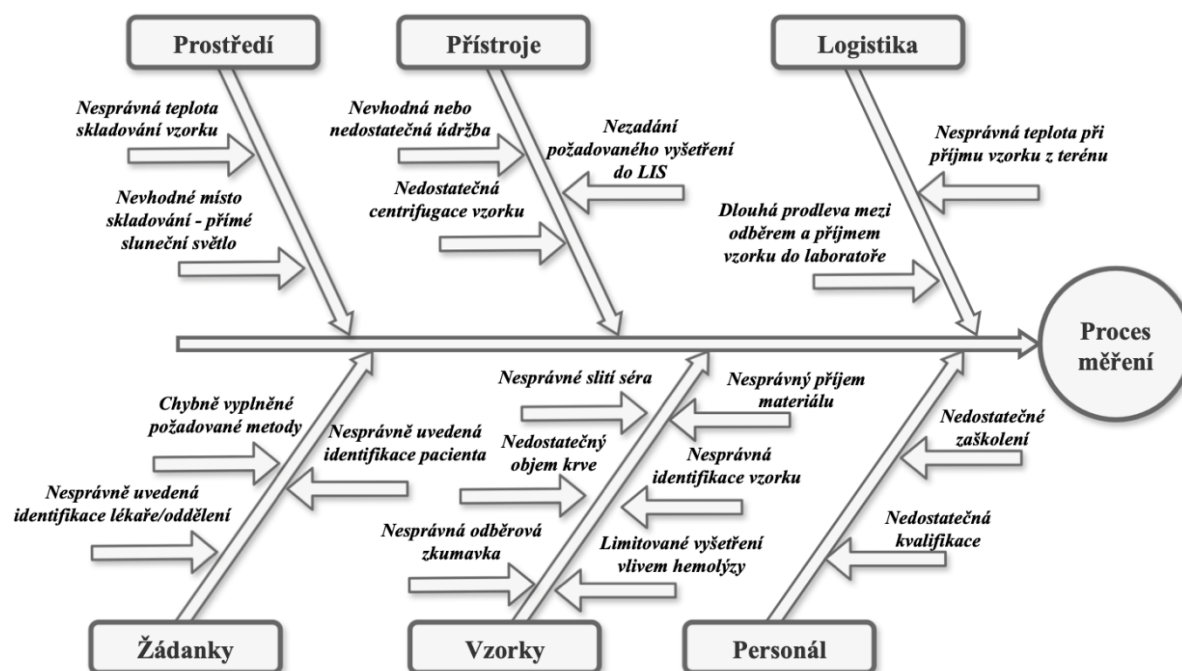 Prostředí
Přístroje
Logistika
Nesprávná teplota
skladování vzorku
Nevhodné místo
skladování - přímé
sluneční světlo
Nevhodná nebo
nedostatečná údržba
Nezadání
požadovaného vyšetření
do LIS
Nedostatečná
centrifugace vzorku
Nesprávná teplota při
příjmu vzorku z terénu
Dlouhá prodleva mezi
odběrem a příjmem
vzorku do laboratoře
Proces
měření
Chybně vyplněné
požadované metody
Nesprávně uvedená
identifikace pacienta
Nesprávně uvedená
identifikace lékaře/oddělení
Nesprávné slití séra
Nesprávný příjem
materiálu
Nedostatečný
objem krve
Nesprávná
identifikace vzorku
Nesprávná odběrová
zkumavka
Limitované vyšetření
vlivem hemolýzy
Nedostatečné
zaškolení
Nedostatečná
kvalifikace
Žádanky
Vzorky
Personál